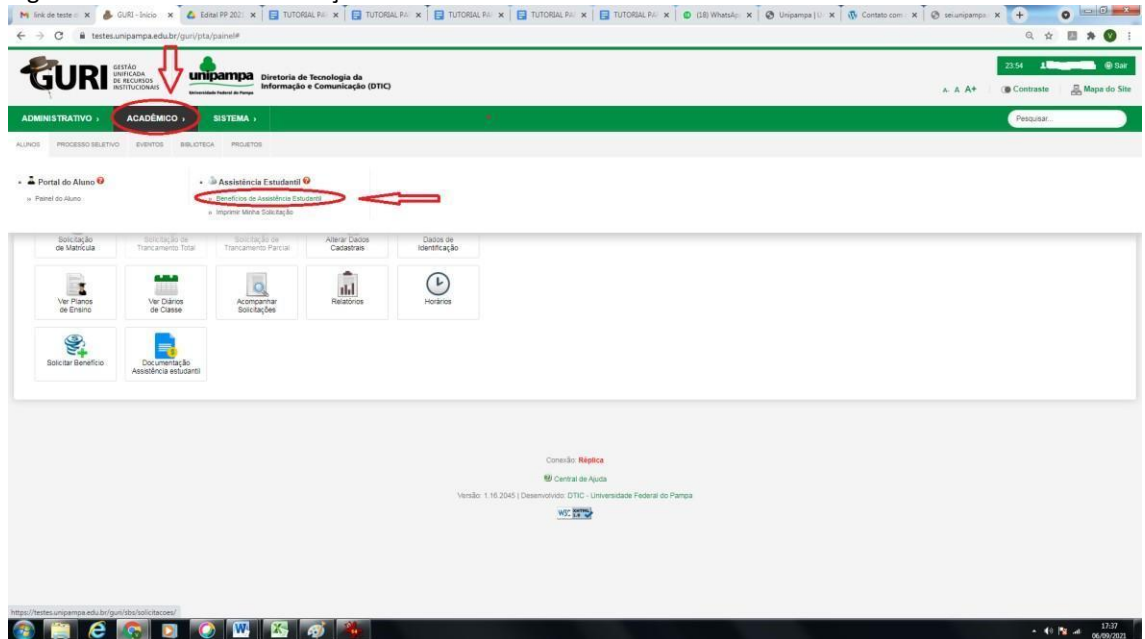 link de teste
GURI - Início
Edital PP 202
TUTORIAL
TUTORIAL
TUTORIAL
TUTORIAL
TUTORIAL
(18) WhatsAp
Unipampa | U
Contato com
sei.unipampa
testes.unipampa.edu.br/guri/pta/painel#
GURI
GESTÃO
UNIFICADA
DE RECURSOS
INSTITUCIONAIS
unipampa
Universidade Federal do Pampa
Diretoria de Tecnologia da
Informação e Comunicação (DTIC)
23:54
Sair
A- A A+
Contraste
Mapa do Site
ADMINISTRATIVO ›
ACADÊMICO ›
SISTEMA ›
Pesquisar...
ALUNOS
PROCESSO SELETIVO
EVENTOS
BIBLIOTECA
PROJETOS
Portal do Aluno
Assistência Estudantil
» Painel do Aluno
» Benefícios de Assistência Estudantil
» Imprimir Minha Solicitação
Solicitação
de Matrícula
Solicitação de
Trancamento Total
Solicitação de
Trancamento Parcial
Alterar Dados
Cadastrais
Dados de
Identificação
Ver Planos
de Ensino
Ver Diários
de Classe
Acompanhar
Solicitações
Relatórios
Horários
Solicitar Benefício
Documentação
Assistência estudantil
Conexão: Réplica
Central de Ajuda
Versão: 1.16.2045 | Desenvolvido: DTIC - Universidade Federal do Pampa
W3C
https://testes.unipampa.edu.br/guri/sbs/solicitacoes/
17:37
06/09/2021